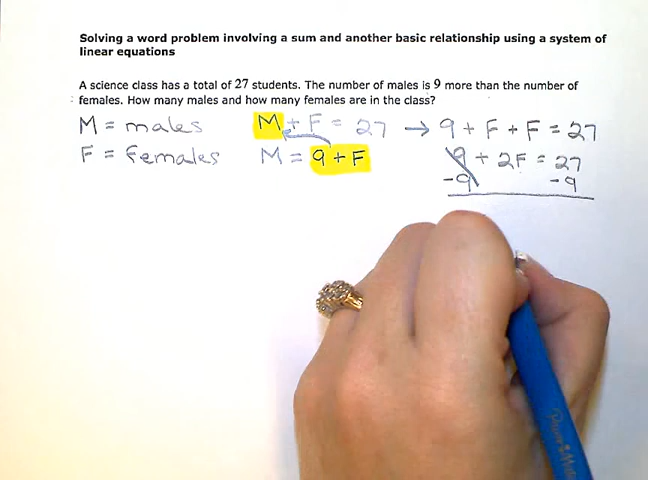 Solving a word problem involving a sum and another basic relationship using a system of
linear equations
A science class has a total of 27 students. The number of males is 9 more than the number of
females. How many males and how many females are in the class?
M = males M + F = 27 → 9 + F + F = 27
F = females M = 9 + F 9 + 2F = 27
-9 -9